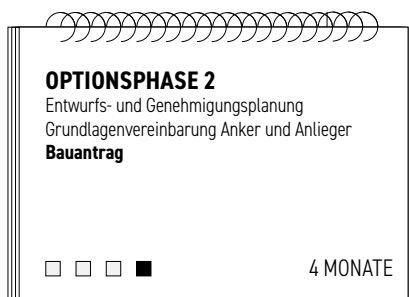 OPTIONSPHASE 2
Entwurfs- und Genehmigungsplanung
Grundlagenvereinbarung Anker und Anlieger
Bauantrag
4 MONATE